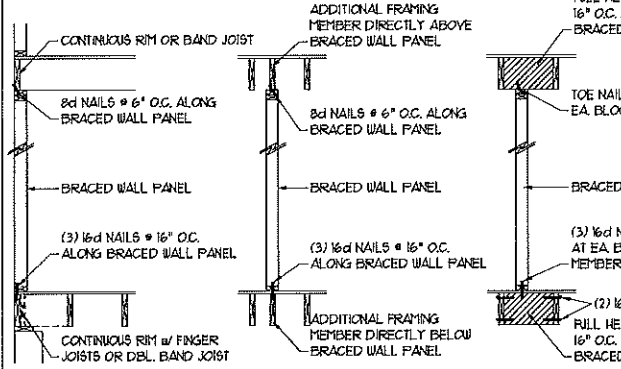 CONTINUOUS RIM OR BAND JOIST
8d NAILS @ 6" O.C. ALONG
BRACED WALL PANEL
BRACED WALL PANEL
(3) 16d NAILS @ 16" O.C.
ALONG BRACED WALL PANEL
CONTINUOUS RIM w/ FINGER
JOISTS OR DBL. BAND JOIST
ADDITIONAL FRAMING
MEMBER DIRECTLY ABOVE
BRACED WALL PANEL
8d NAILS @ 6" O.C. ALONG
BRACED WALL PANEL
BRACED WALL PANEL
(3) 16d NAILS @ 16" O.C.
ALONG BRACED WALL PANEL
ADDITIONAL FRAMING
MEMBER DIRECTLY BELOW
BRACED WALL PANEL
16" O.C.
BRACED
TOE NAIL
EA. BLO
BRACED
(3) 16d N
AT EA. B
MEMBER
(2) 16
FULL HE
16" O.C.
BRACED